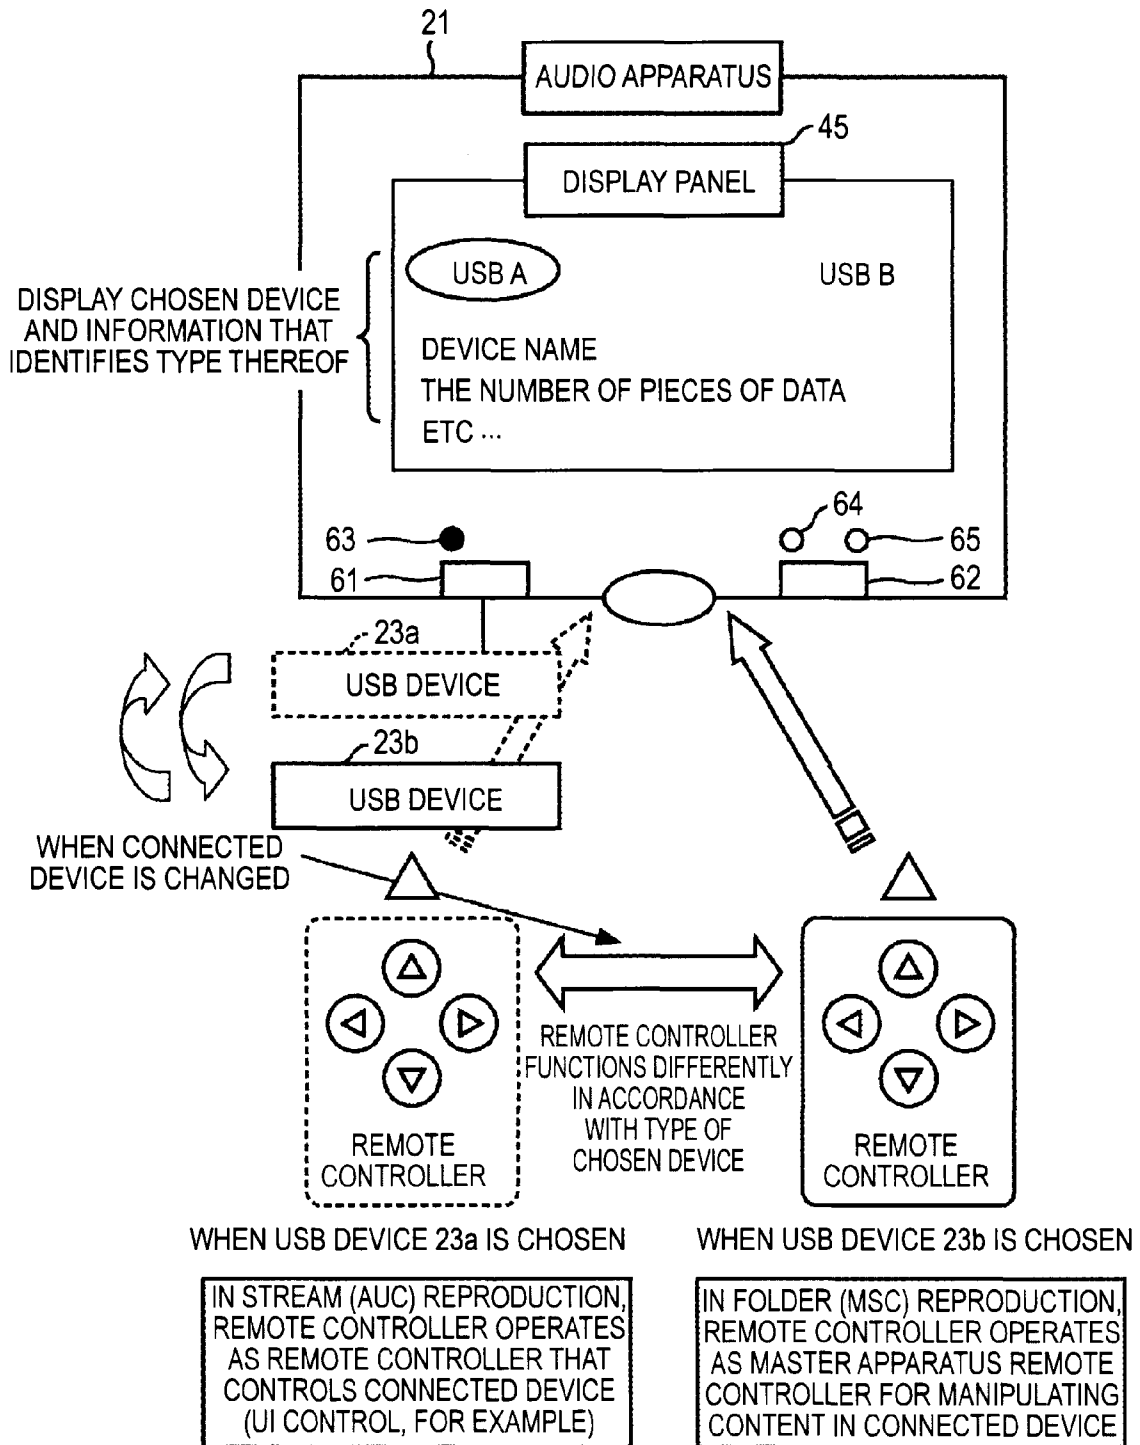 21
AUDIO APPARATUS
45
DISPLAY PANEL
USB A
USB B
DISPLAY CHOSEN DEVICE
AND INFORMATION THAT
IDENTIFIES TYPE THEREOF
DEVICE NAME
THE NUMBER OF PIECES OF DATA
ETC ...
63
64
65
61
62
23a
USB DEVICE
23b
USB DEVICE
WHEN CONNECTED
DEVICE IS CHANGED
REMOTE CONTROLLER
FUNCTIONS DIFFERENTLY
IN ACCORDANCE
WITH TYPE OF
CHOSEN DEVICE
REMOTE
CONTROLLER
REMOTE
CONTROLLER
WHEN USB DEVICE 23a IS CHOSEN
WHEN USB DEVICE 23b IS CHOSEN
IN STREAM (AUC) REPRODUCTION,
REMOTE CONTROLLER OPERATES
AS REMOTE CONTROLLER THAT
CONTROLS CONNECTED DEVICE
(UI CONTROL, FOR EXAMPLE)
IN FOLDER (MSC) REPRODUCTION,
REMOTE CONTROLLER OPERATES
AS MASTER APPARATUS REMOTE
CONTROLLER FOR MANIPULATING
CONTENT IN CONNECTED DEVICE